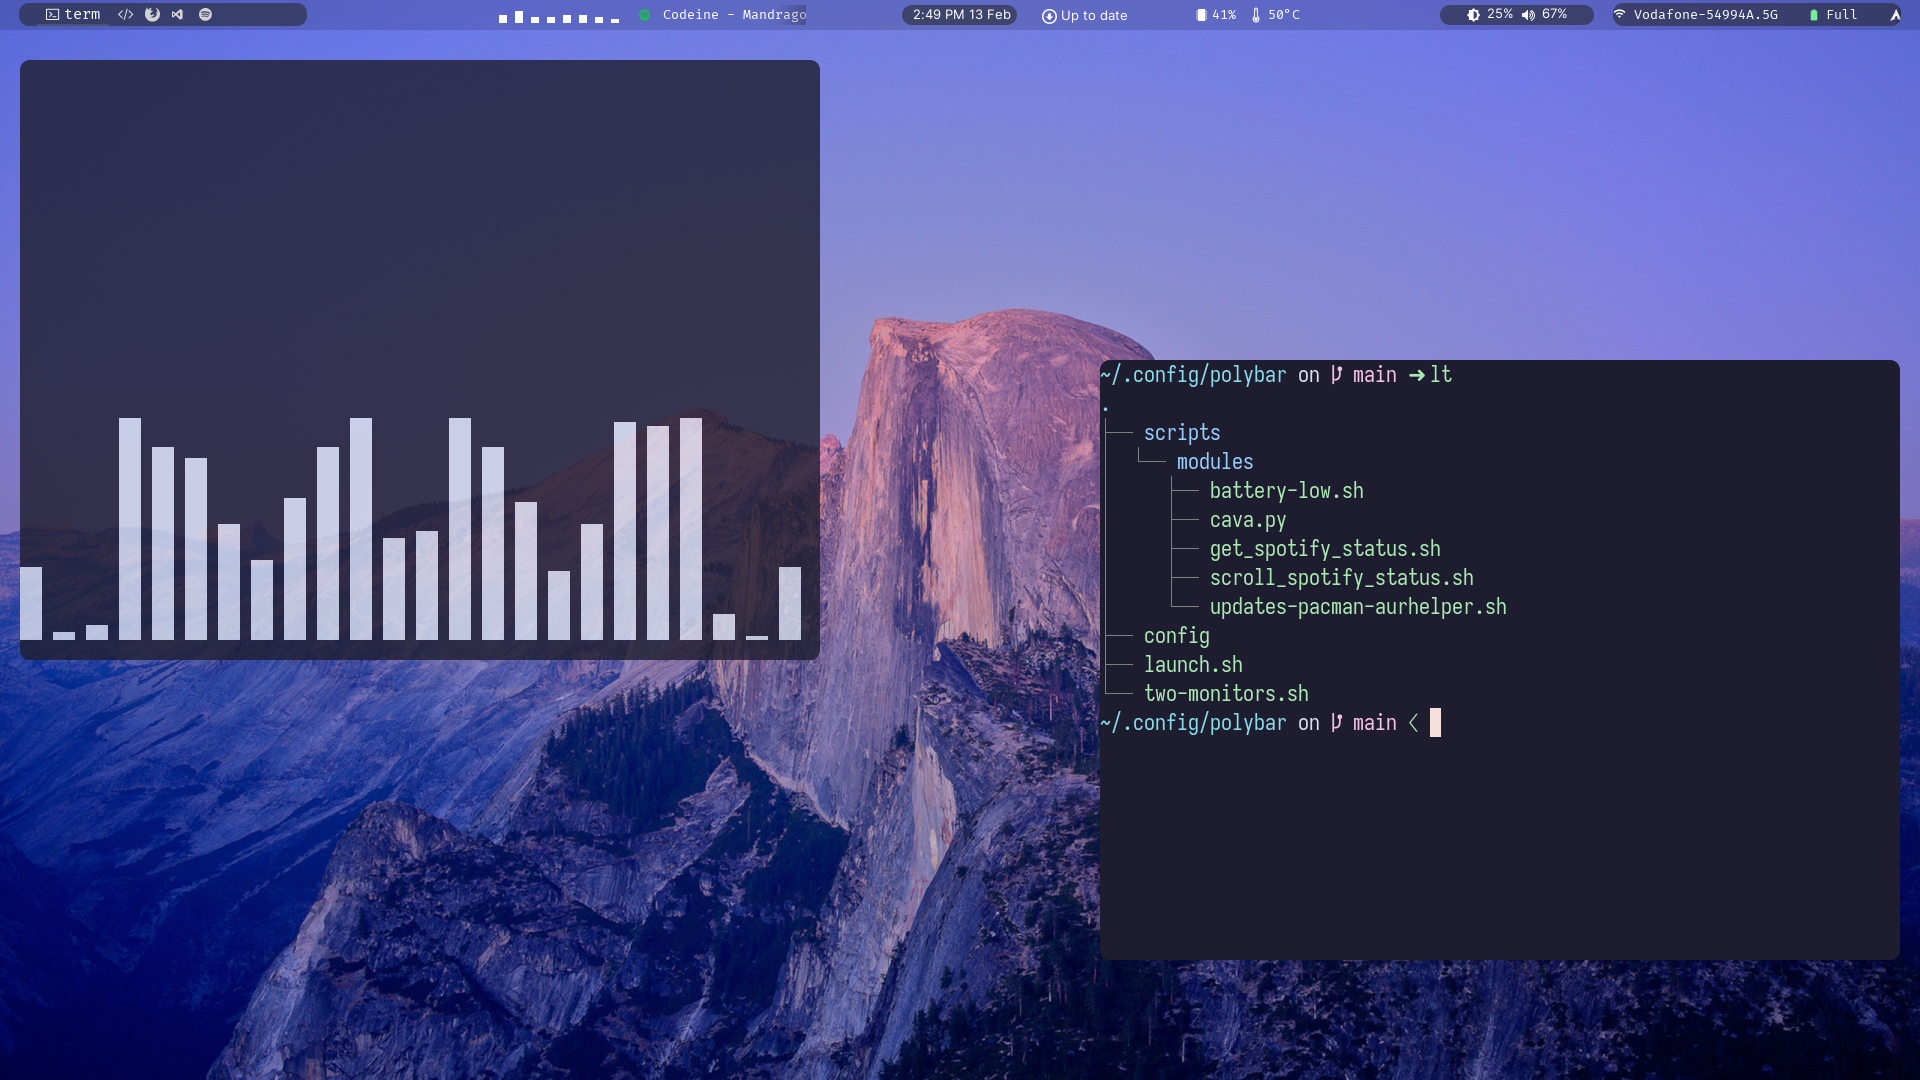 term
Codeine - Mandrago
2:49 PM 13 Feb
Up to date
41%
50°C
25%
67%
Vodafone-54994A.5G
Full
~/.config/polybar on main ➜ lt
.
scripts
modules
battery-low.sh
cava.py
get_spotify_status.sh
scroll_spotify_status.sh
updates-pacman-aurhelper.sh
config
launch.sh
two-monitors.sh
~/.config/polybar on main <